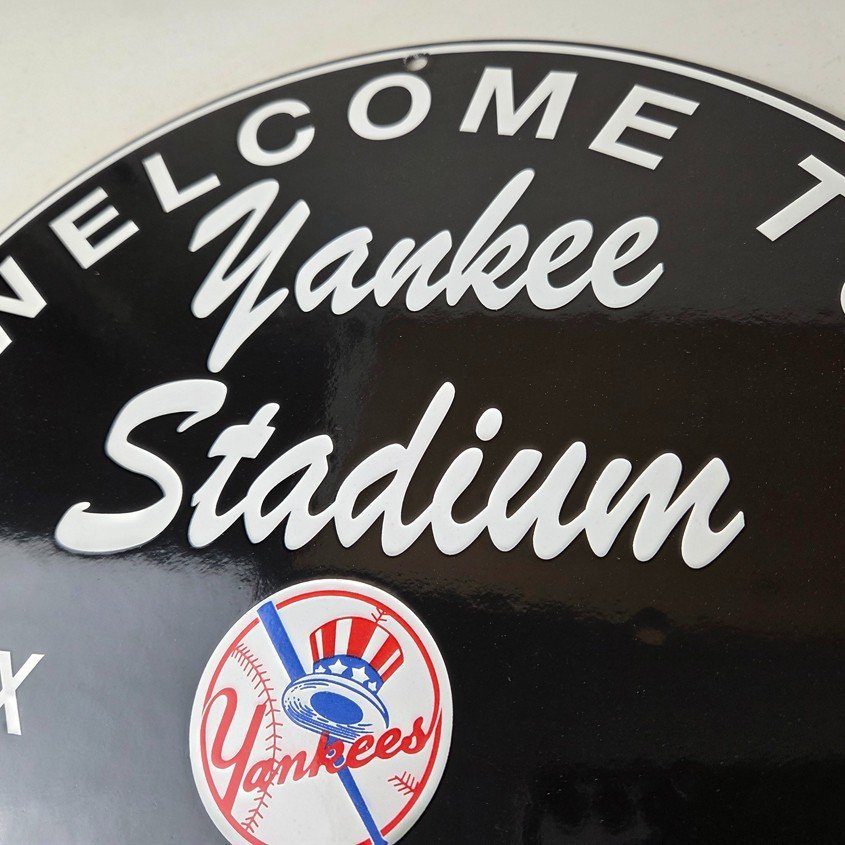 WELCOME T
Yankee
Stadium
X
Yankees